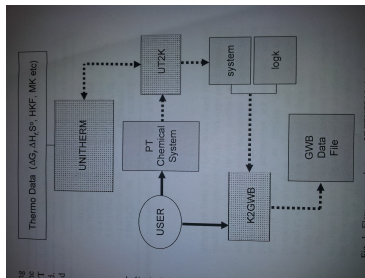 Thermo Data (ΔG, ΔH, S°, HKF, MK etc)
UNITHERM
UT2K
PT
Chemical
System
system
logk
USER
K2GWB
GWB
Data
File